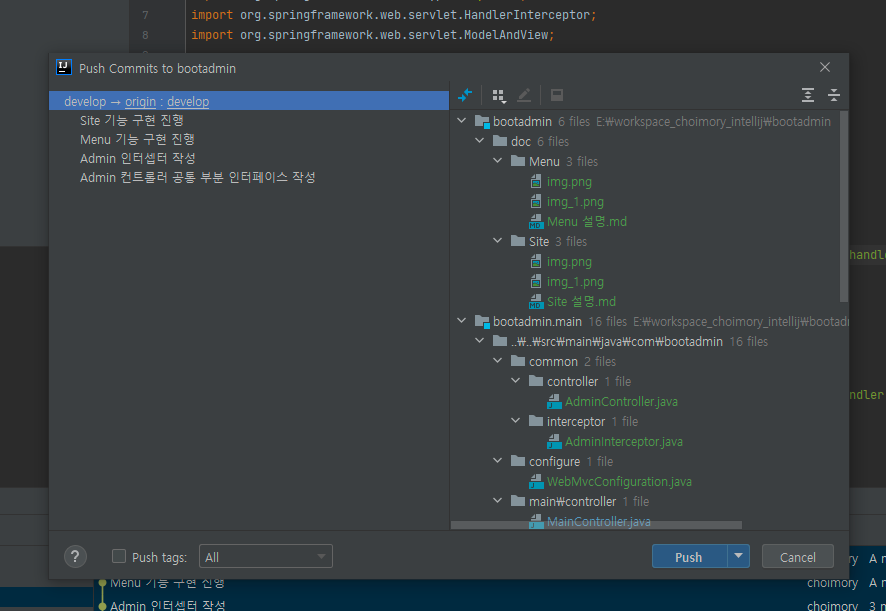 7 import org.springframework.web.servlet.HandlerInterceptor;
8 import org.springframework.web.servlet.ModelAndView;
Push Commits to bootadmin
develop → origin : develop
Site 기능 구현 진행
Menu 기능 구현 진행
Admin 인터셉터 작성
Admin 컨트롤러 공통 부분 인터페이스 작성
bootadmin 6 files E:₩workspace_choimory_intellij₩bootadmin
doc 6 files
Menu 3 files
img.png
img_1.png
Menu 설명.md
Site 3 files
img.png
img_1.png
Site 설명.md
bootadmin.main 16 files E:₩workspace_choimory_intellij₩bootadm
..₩..₩src₩main₩java₩com₩bootadmin 16 files
common 2 files
controller 1 file
AdminController.java
interceptor 1 file
AdminInterceptor.java
configure 1 file
WebMvcConfiguration.java
main₩controller 1 file
MainController.java
handle
ndler
? Push tags: All
Push Cancel
Menu 기능 구현 진행 choimory A m
Admin 인터셉터 작성 choimory 3 m